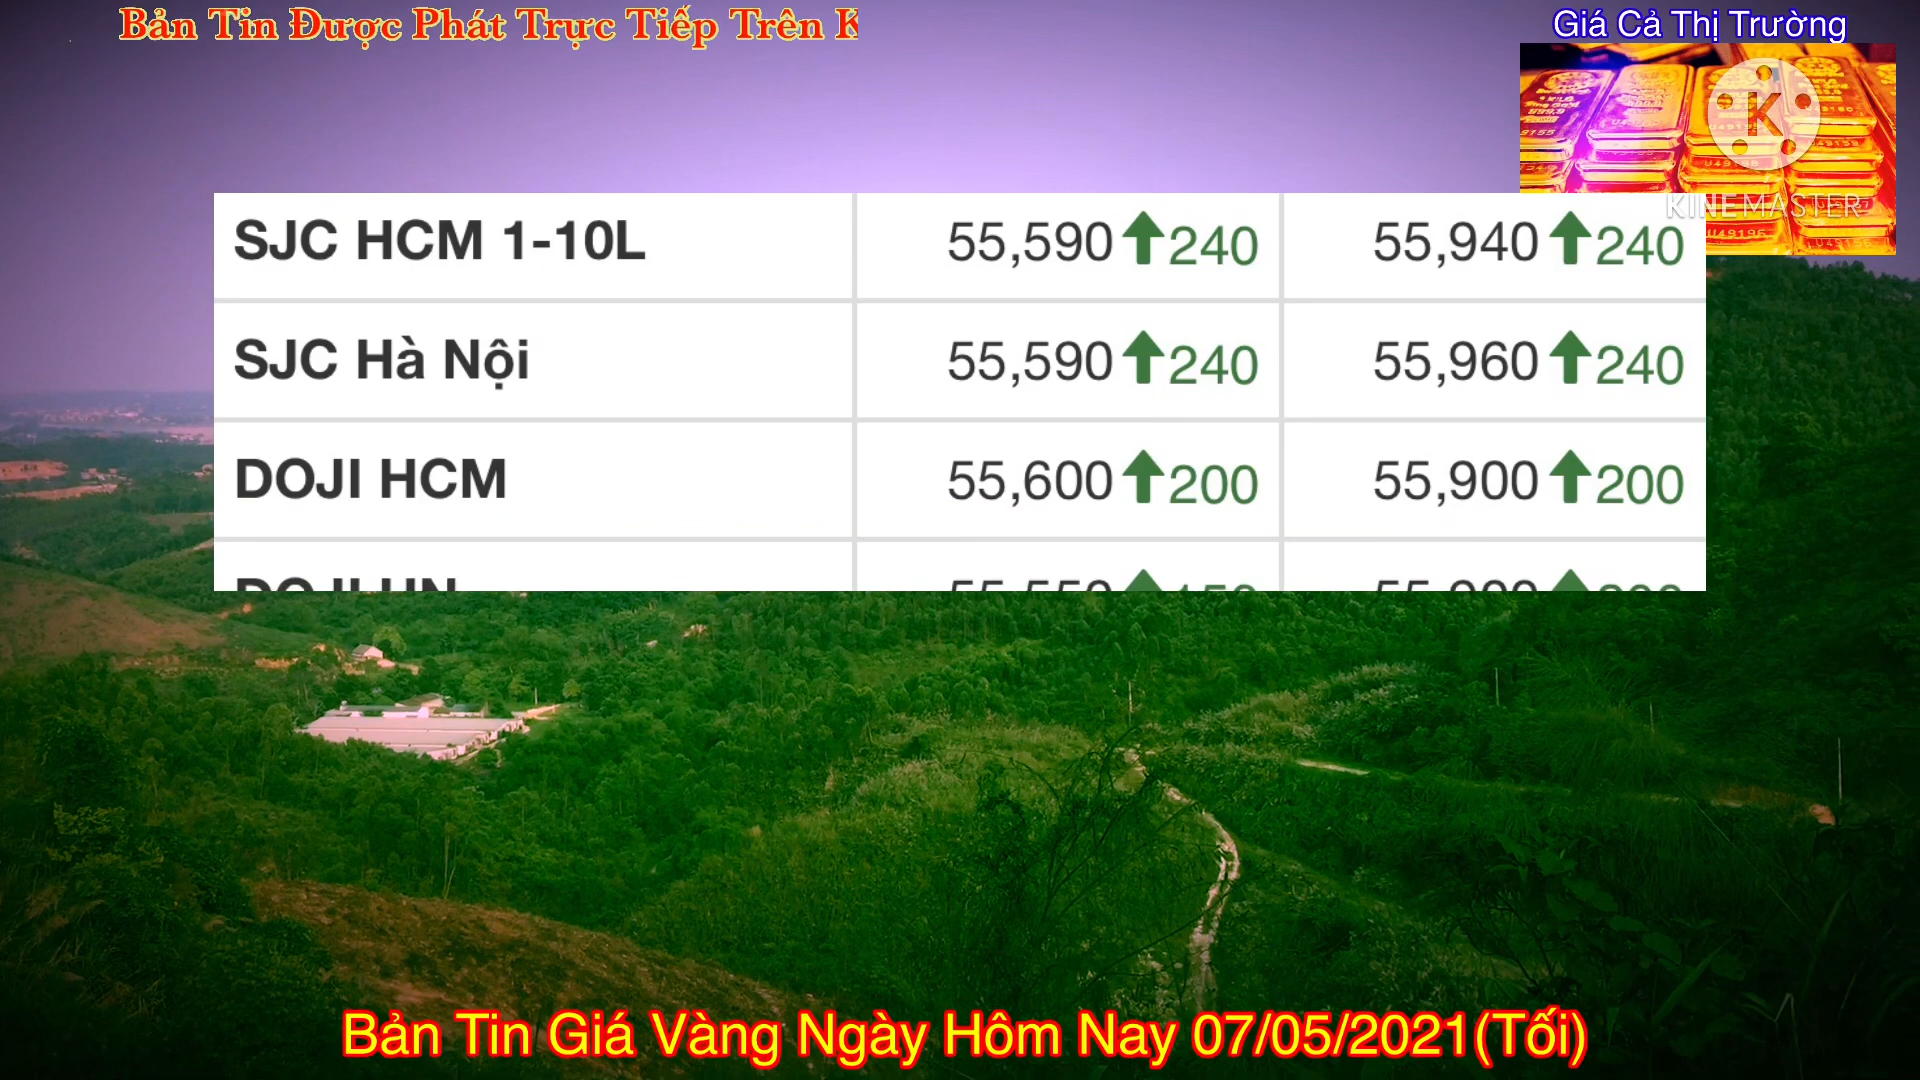 Bản Tin Được Phát Trực Tiếp Trên K
Giá Cả Thị Trường
KINEMASTER
SJC HCM 1-10L 55,590 240 55,940 240
SJC Hà Nội 55,590 240 55,960 240
DOJI HCM 55,600 200 55,900 200
Bản Tin Giá Vàng Ngày Hôm Nay 07/05/2021(Tối)